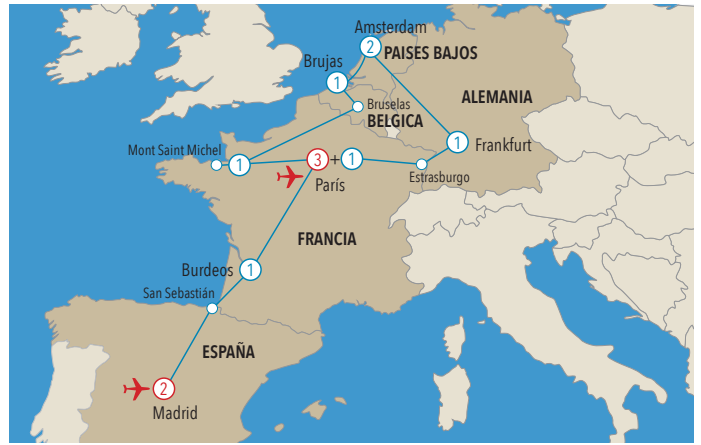 Amsterdam
2
PAISES BAJOS
Brujas
1
Bruselas
BELGICA
ALEMANIA
1
Frankfurt
Mont Saint Michel
1
3+1
París
Estrasburgo
FRANCIA
Burdeos
1
San Sebastián
ESPAÑA
2
Madrid